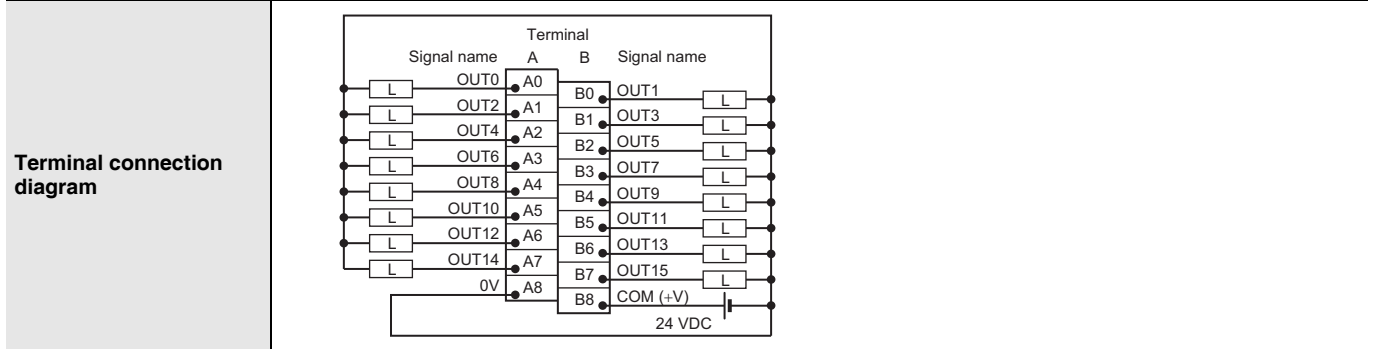 Terminal connection
diagram
Terminal
Signal name A B Signal name
L OUT0 A0 B0 OUT1 L
L OUT2 A1 B1 OUT3 L
L OUT4 A2 B2 OUT5 L
L OUT6 A3 B3 OUT7 L
L OUT8 A4 B4 OUT9 L
L OUT10 A5 B5 OUT11 L
L OUT12 A6 B6 OUT13 L
L OUT14 A7 B7 OUT15 L
0V A8 B8 COM (+V)
24 VDC